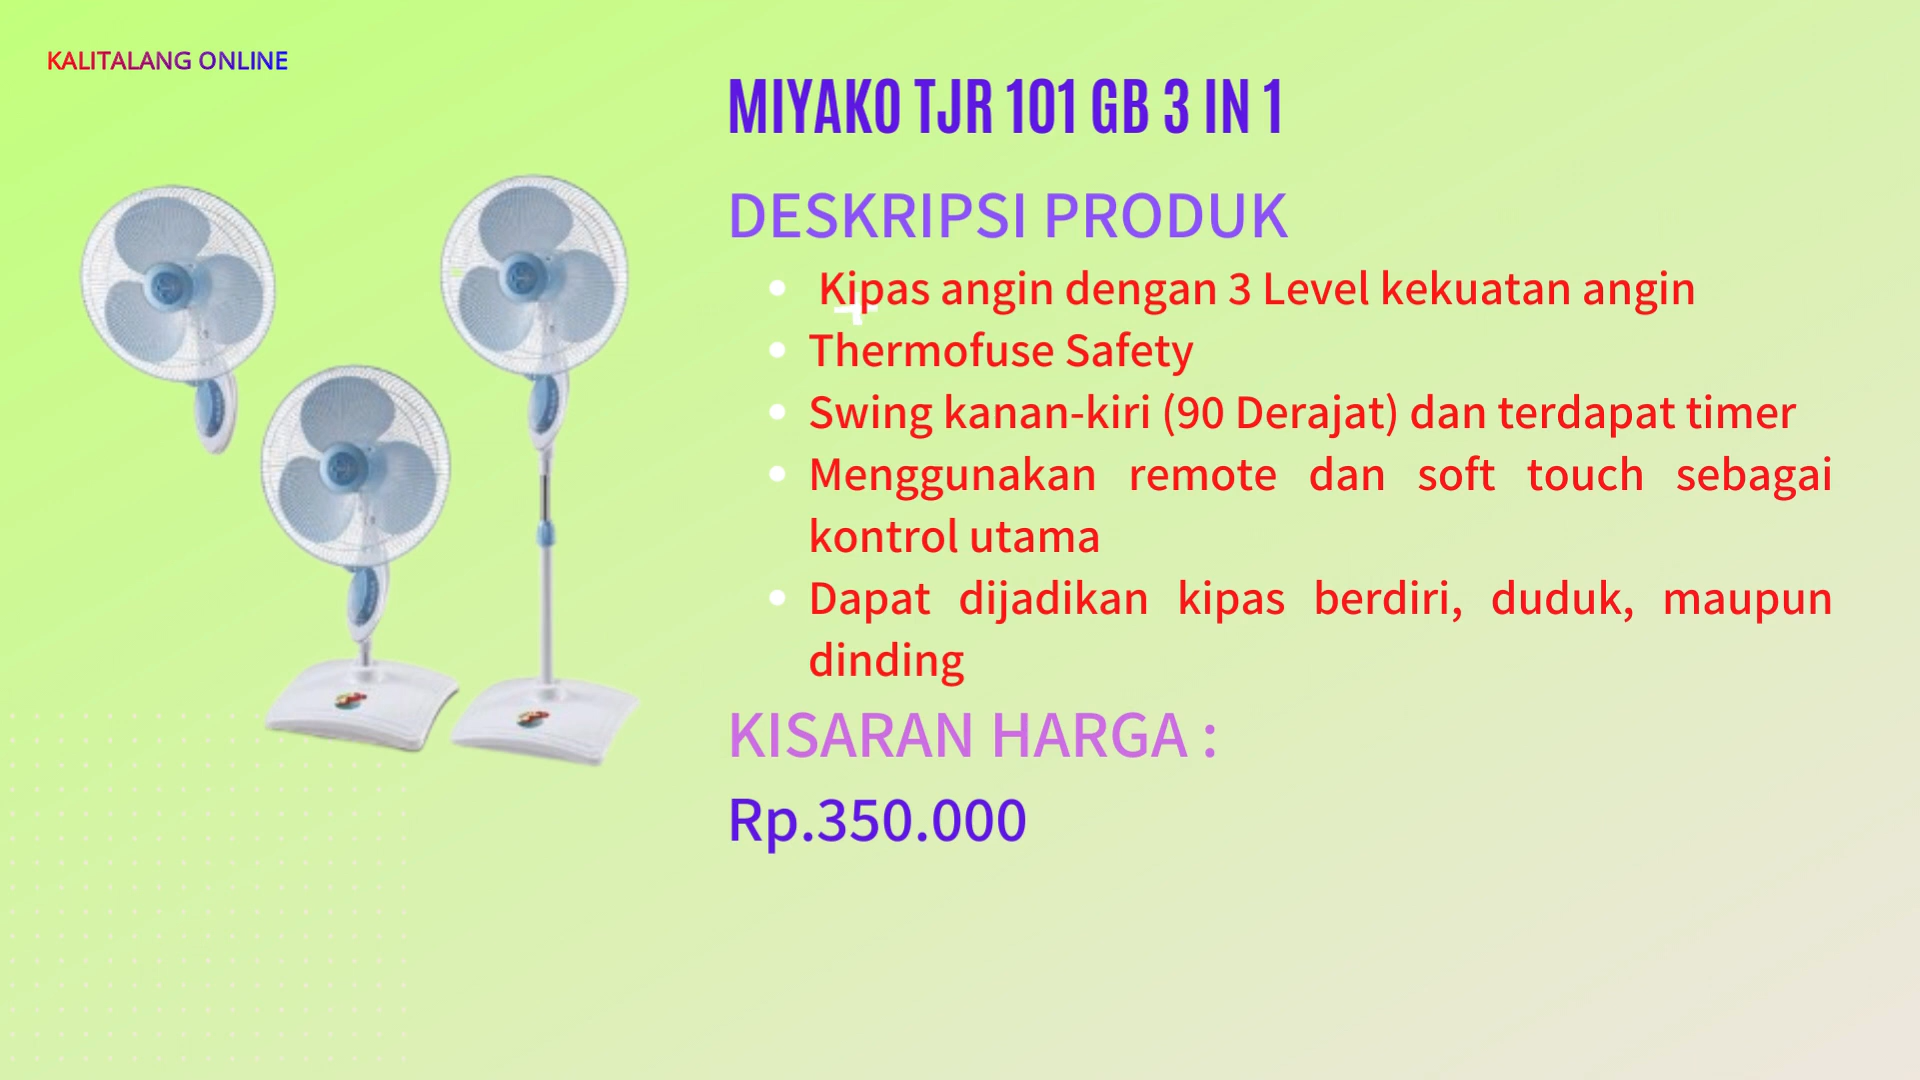 KALITALANG ONLINE
MIYAKO TJR 101 GB 3 IN 1
DESKRIPSI PRODUK
Kipas angin dengan 3 Level kekuatan angin
Thermofuse Safety
Swing kanan-kiri (90 Derajat) dan terdapat timer
Menggunakan remote dan soft touch sebagai
kontrol utama
Dapat dijadikan kipas berdiri, duduk, maupun
dinding
KISARAN HARGA :
Rp.350.000